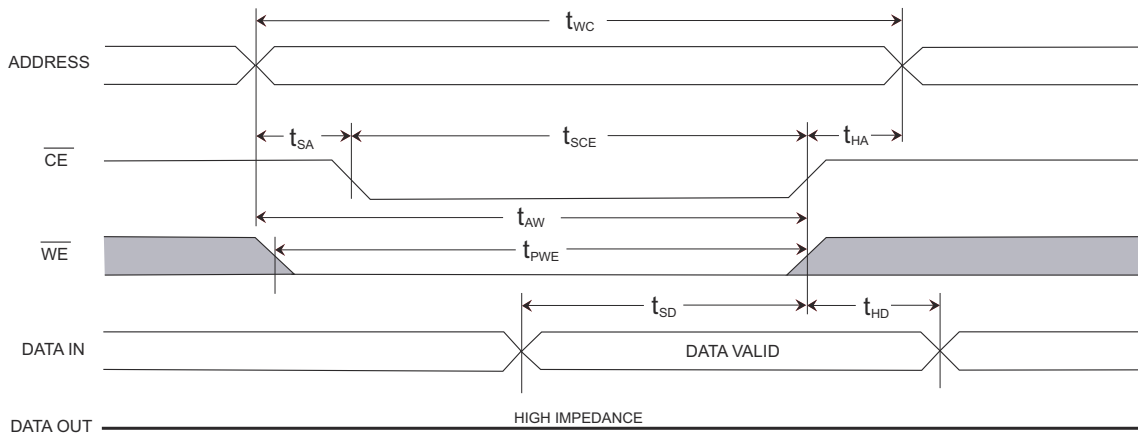 tWC
ADDRESS
tSA
tSCE
tHA
CE
tAW
WE
tPWE
tSD
tHD
DATA IN
DATA VALID
HIGH IMPEDANCE
DATA OUT